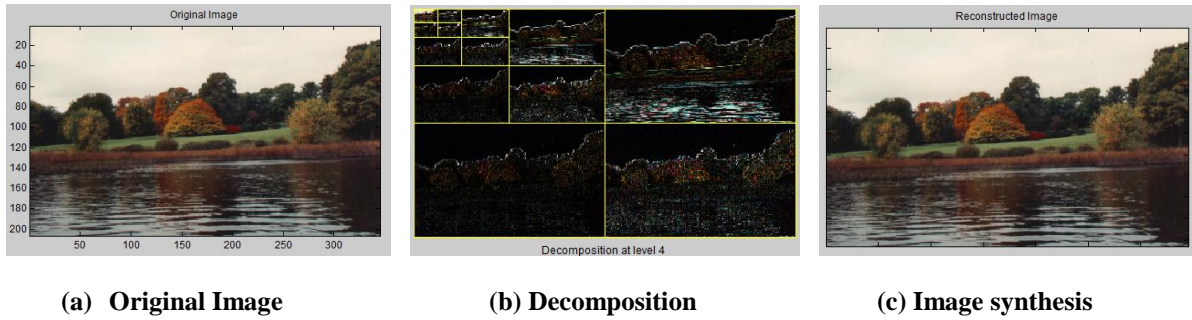 Original Image
20
40
60
80
100
120
140
160
180
200
50 100 150 200 250 300
(a) Original Image
Decomposition at level 4
(b) Decomposition
Reconstructed Image
(c) Image synthesis